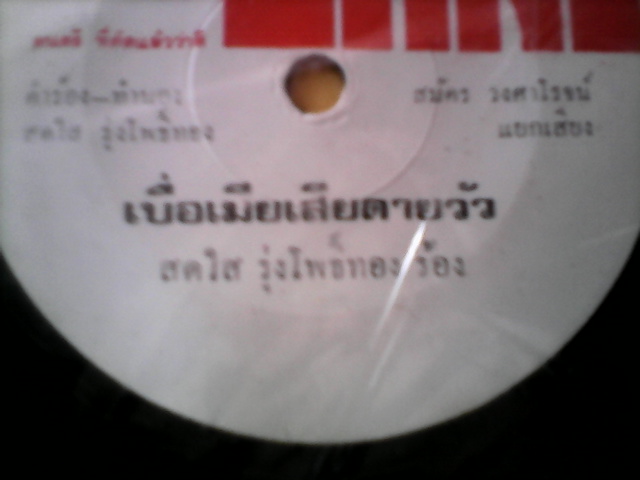 คำร้อง-ทำนอง
สดใส รุ่งโพธิ์ทอง
สมัคร วงศาโรจน์
แยกเสียง
เบื่อเมียเสียดายวัว
สดใส รุ่งโพธิ์ทอง ร้อง